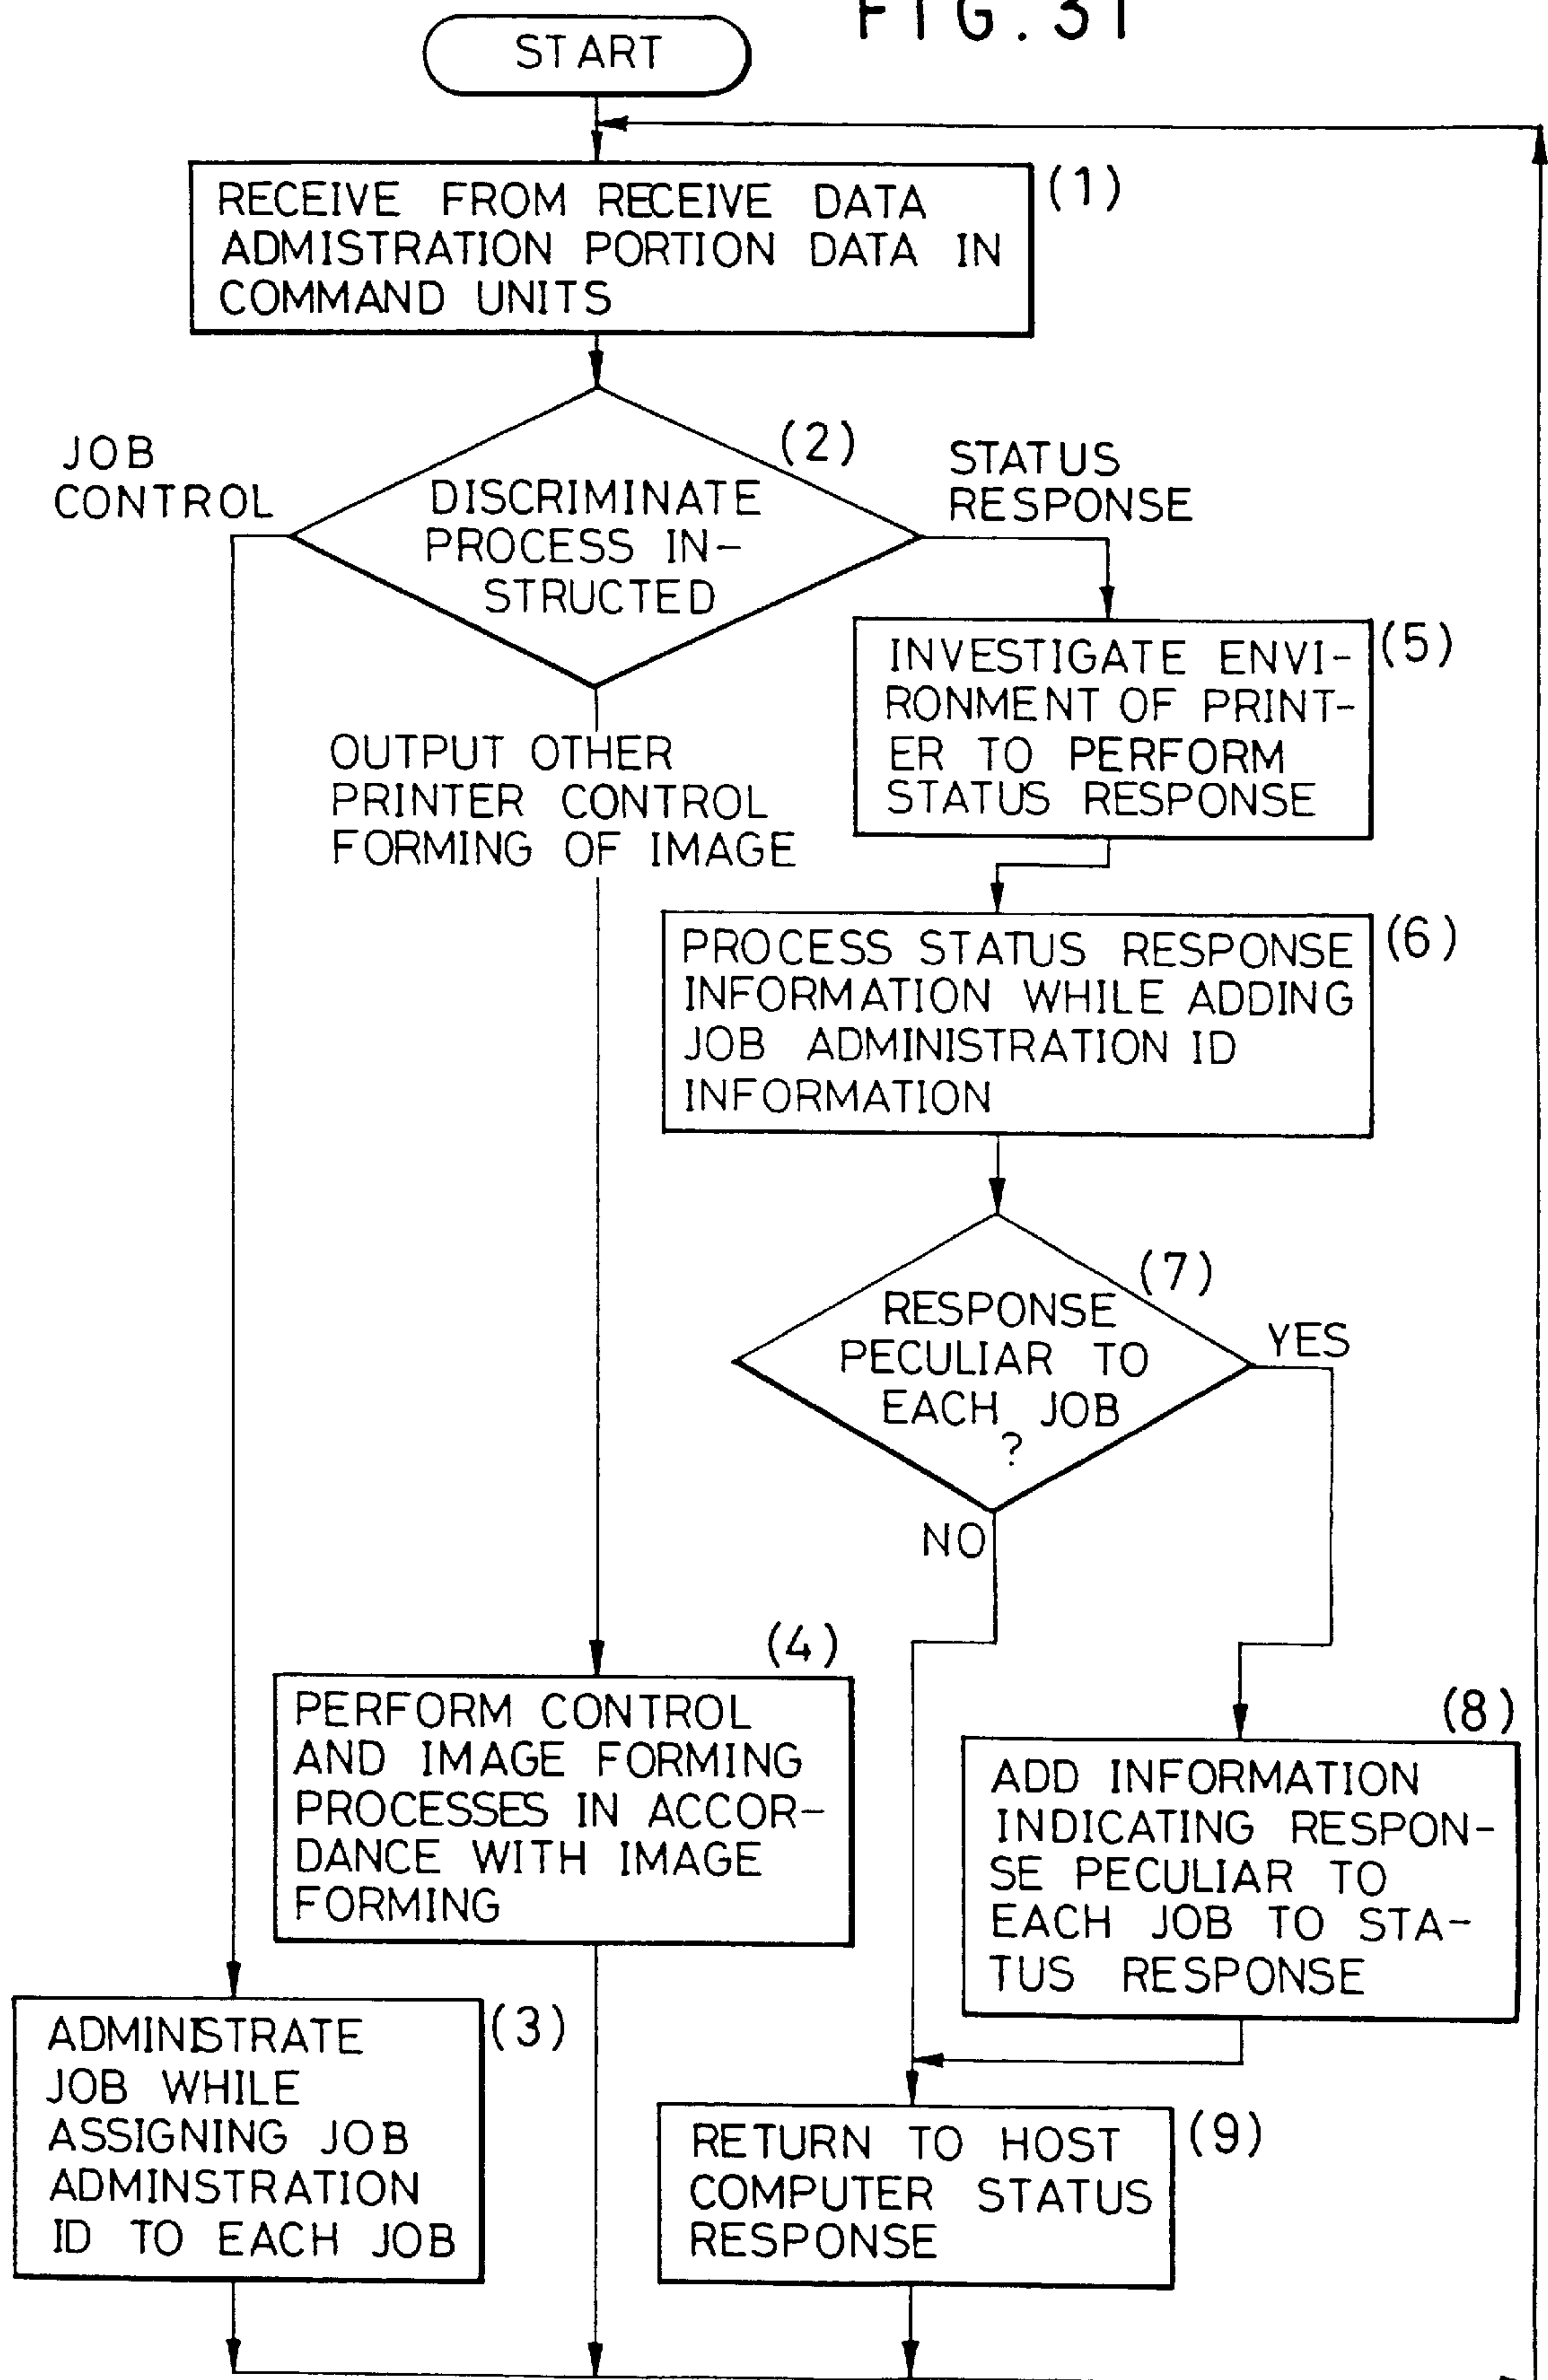 FIG.31
START
RECEIVE FROM RECEIVE DATA
ADMISTRATION PORTION DATA IN
COMMAND UNITS
(1)
JOB
CONTROL
(2)
DISCRIMINATE
PROCESS IN-
STRUCTED
STATUS
RESPONSE
OUTPUT OTHER
PRINTER CONTROL
FORMING OF IMAGE
INVESTIGATE ENVI-
RONMENT OF PRINT-
ER TO PERFORM
STATUS RESPONSE
(5)
PROCESS STATUS RESPONSE
INFORMATION WHILE ADDING
JOB ADMINISTRATION ID
INFORMATION
(6)
(7)
RESPONSE
PECULIAR TO
EACH JOB
?
YES
NO
(4)
PERFORM CONTROL
AND IMAGE FORMING
PROCESSES IN ACCOR-
DANCE WITH IMAGE
FORMING
(8)
ADD INFORMATION
INDICATING RESPON-
SE PECULIAR TO
EACH JOB TO STA-
TUS RESPONSE
ADMINISTRATE
JOB WHILE
ASSIGNING JOB
ADMINSTRATION
ID TO EACH JOB
(3)
RETURN TO HOST
COMPUTER STATUS
RESPONSE
(9)